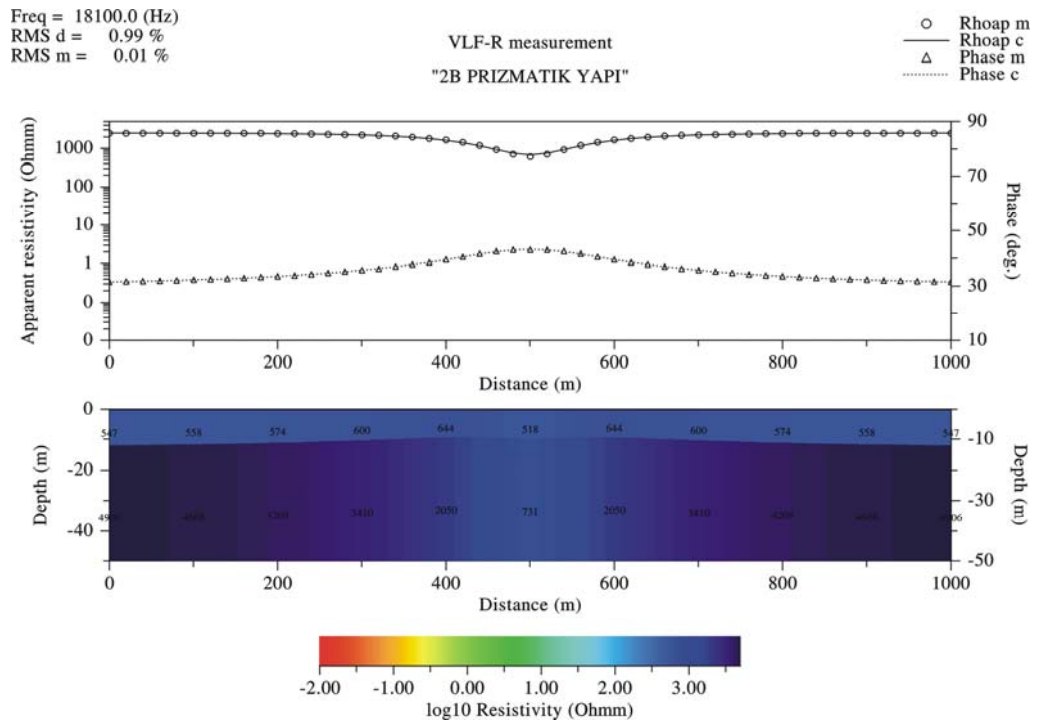 Freq = 18100.0 (Hz)
RMS d = 0.99 %
RMS m = 0.01 %
VLF-R measurement
"2B PRIZMATIK YAPI"
Rhoap m
Rhoap c
Phase m
Phase c
Apparent resistivity (Ohmm)
1000
100
10
1
0
0
90
70
50
30
10
Phase (deg.)
0 200 400 600 800 1000
Distance (m)
Depth (m)
0
-20
-40
547 558 574 600 644 518 644 600 574 558 547
2050 731 2050
-10
-30
-50
Depth (m)
0 200 400 600 800 1000
Distance (m)
-2.00 -1.00 0.00 1.00 2.00 3.00
log10 Resistivity (Ohmm)